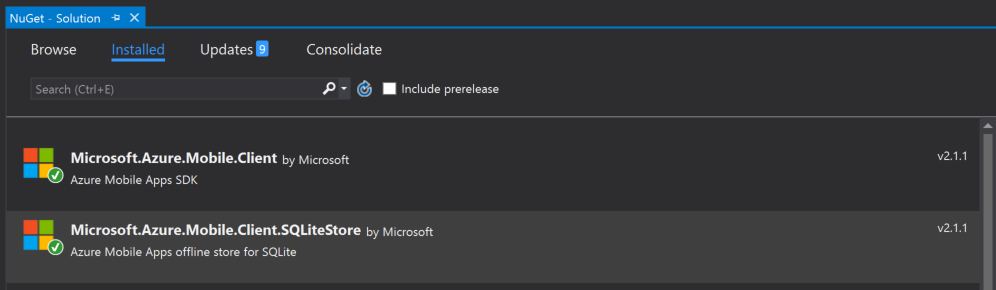 NuGet - Solution
Browse Installed Updates 9 Consolidate
Search (Ctrl+E) Include prerelease
Microsoft.Azure.Mobile.Client by Microsoft v2.1.1
Azure Mobile Apps SDK
Microsoft.Azure.Mobile.Client.SQLiteStore by Microsoft v2.1.1
Azure Mobile Apps offline store for SQLite